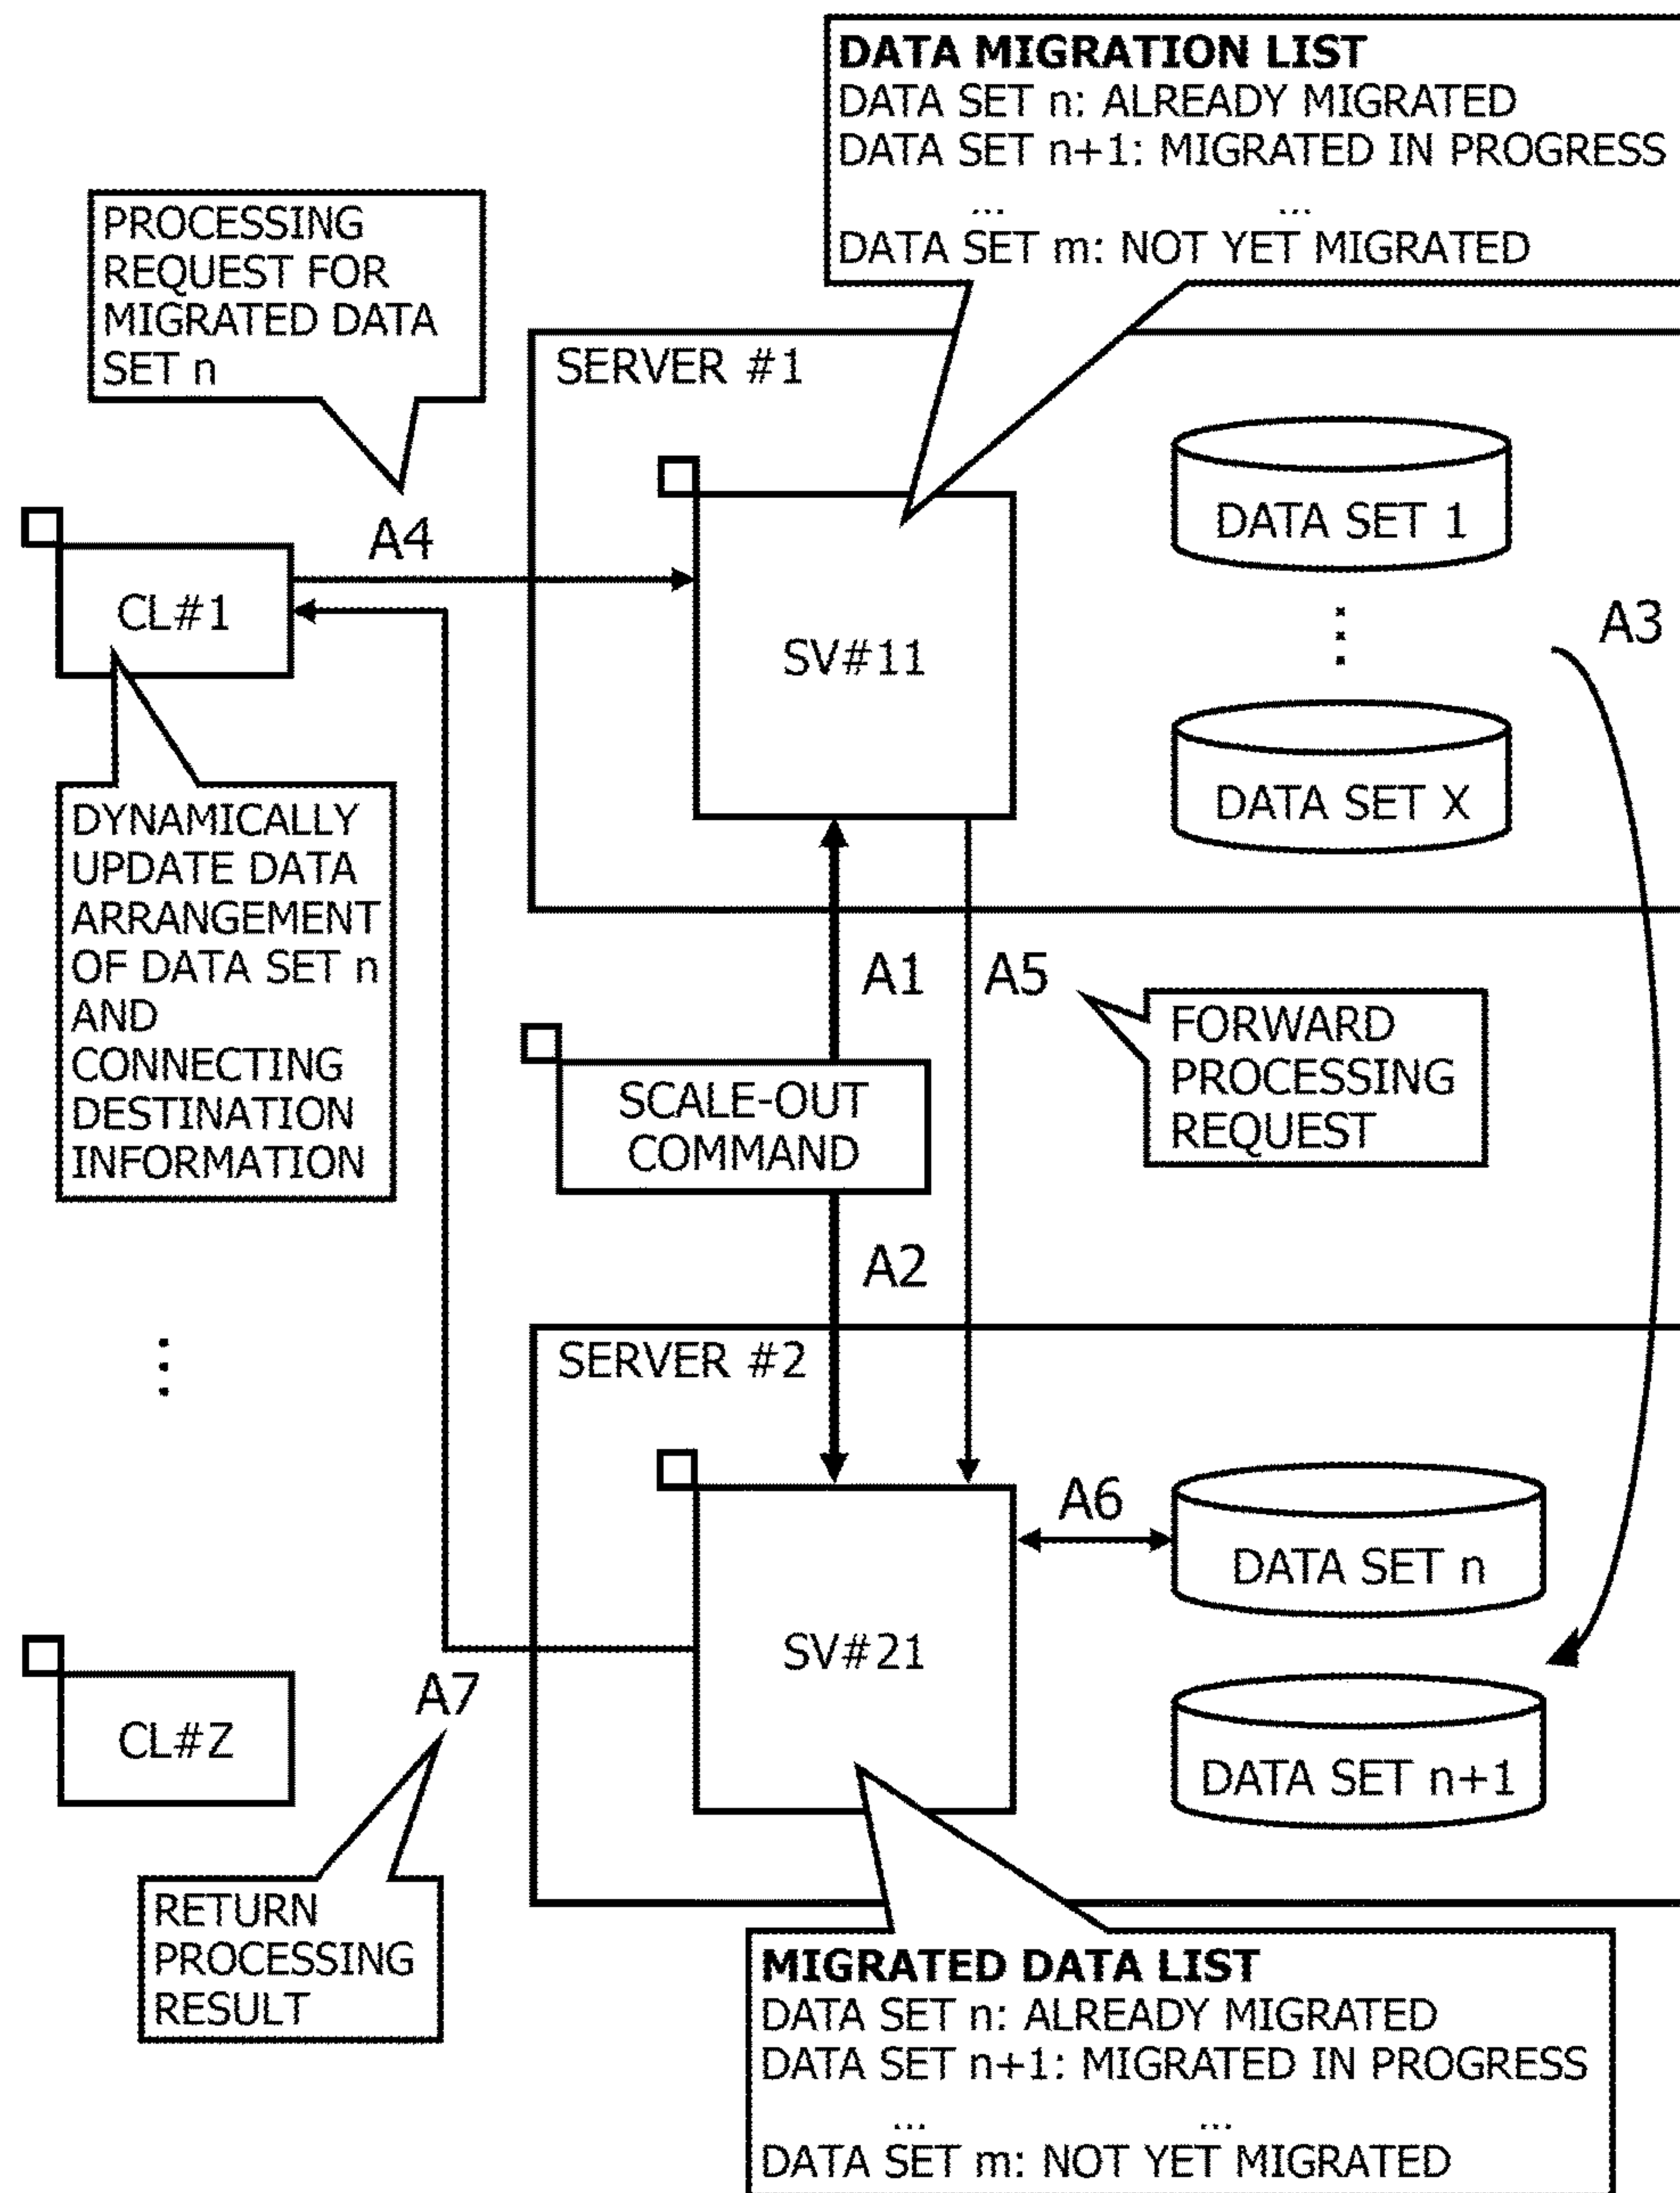 DATA MIGRATION LIST
DATA SET n: ALREADY MIGRATED
DATA SET n+1: MIGRATED IN PROGRESS
... ...
DATA SET m: NOT YET MIGRATED
PROCESSING
REQUEST FOR
MIGRATED DATA
SET n
SERVER #1
DATA SET 1
A4
CL#1
SV#11
A3
DATA SET X
DYNAMICALLY
UPDATE DATA
ARRANGEMENT
OF DATA SET n
AND
CONNECTING
DESTINATION
INFORMATION
A1
A5
FORWARD
PROCESSING
REQUEST
SCALE-OUT
COMMAND
A2
SERVER #2
A6
DATA SET n
SV#21
A7
CL#Z
DATA SET n+1
RETURN
PROCESSING
RESULT
MIGRATED DATA LIST
DATA SET n: ALREADY MIGRATED
DATA SET n+1: MIGRATED IN PROGRESS
... ...
DATA SET m: NOT YET MIGRATED